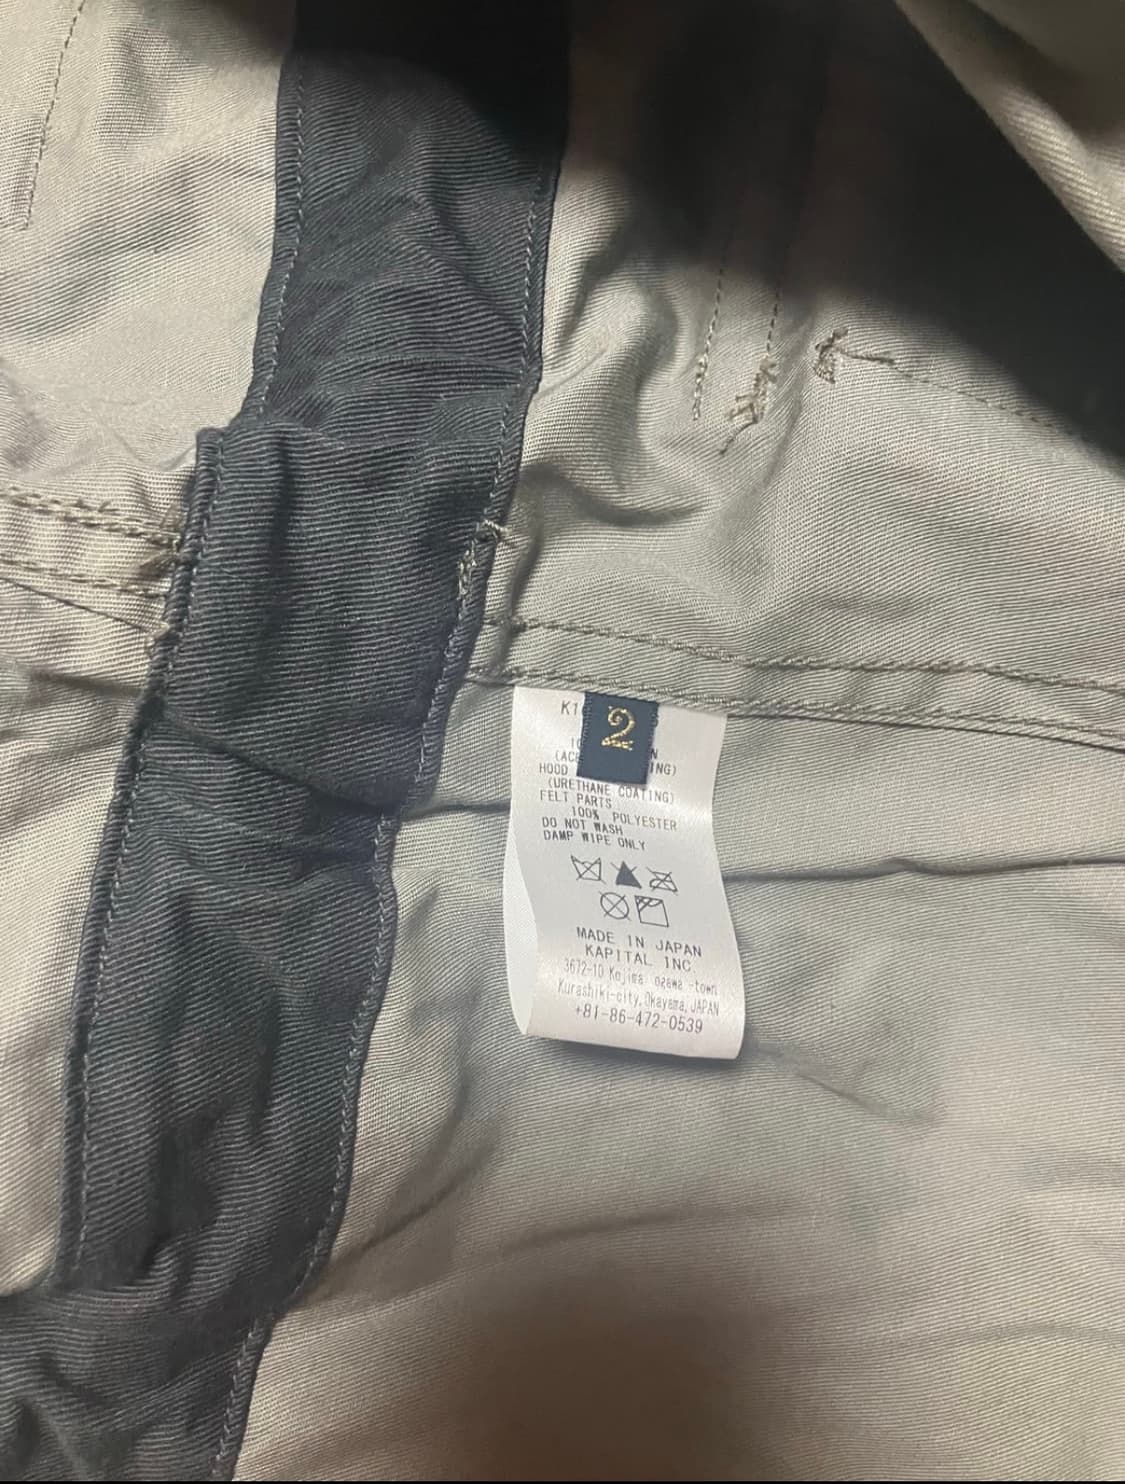 2
HOOD
(URETHANE COATING)
FELT PARTS
100% POLYESTER
DO NOT WASH
DAMP WIPE ONLY
MADE IN JAPAN
KAPITAL INC.
3672-10 Kojima ozawa-town
Kurashiki-city, Okayama, JAPAN
+81-86-472-0539